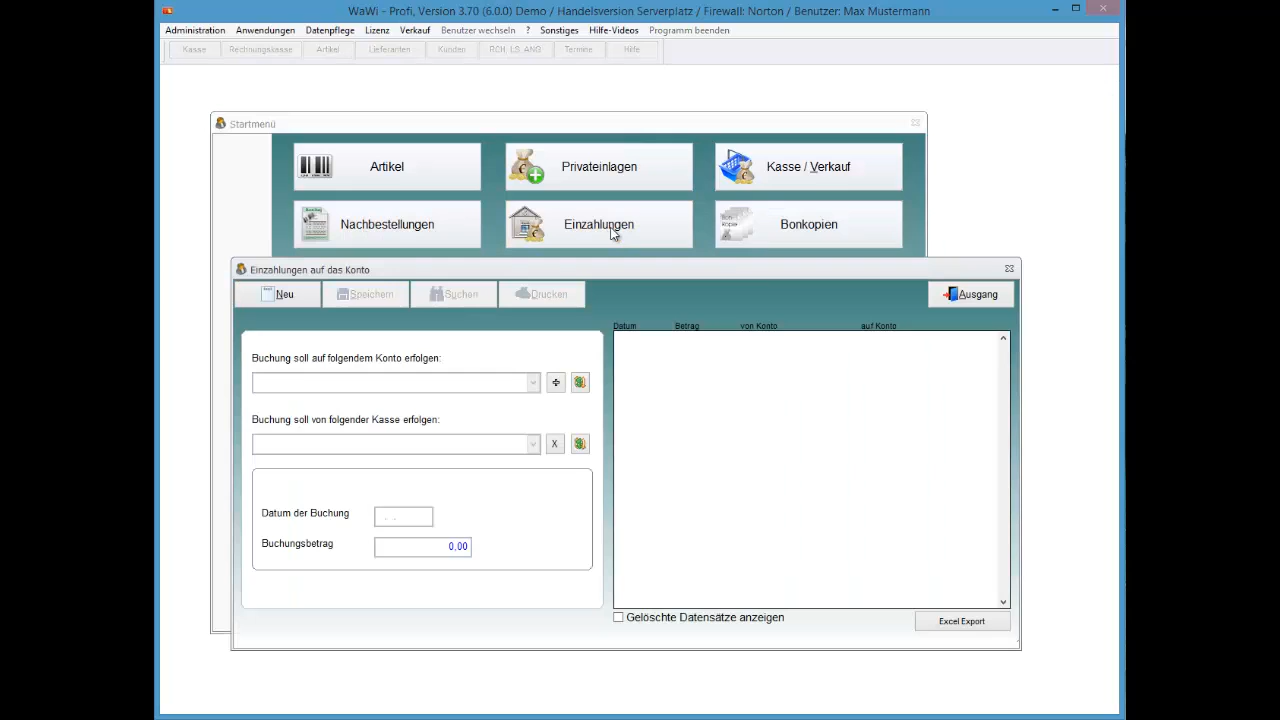 WaWi - Profi, Version 3.70 (6.0.0) Demo / Handelsversion Serverplatz / Firewall: Norton / Benutzer: Max Mustermann
Administration Anwendungen Datenpflege Lizenz Verkauf Benutzer wechseln ? Sonstiges Hilfe-Videos Programm beenden
Kasse Rechnungskasse Artikel Lieferanten Kunden RCH, LS, ANG Termine Hilfe
Startmenü
Artikel Privateinlagen Kasse / Verkauf
Nachbestellungen Einzahlungen Bonkopien
Einzahlungen auf das Konto
Neu Speichern Suchen Drucken Ausgang
Datum Betrag von Konto auf Konto
Buchung soll auf folgendem Konto erfolgen:
Buchung soll von folgender Kasse erfolgen:
X
Datum der Buchung . .
Buchungsbetrag 0,00
Gelöschte Datensätze anzeigen Excel Export